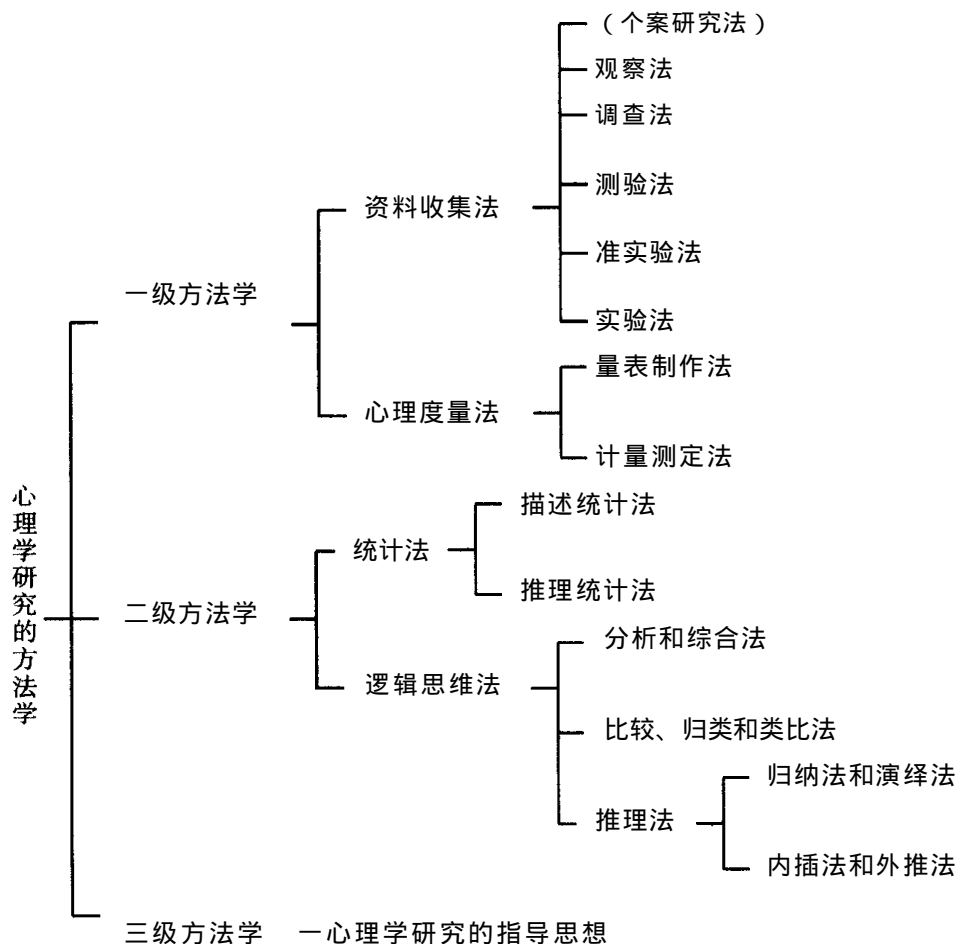 心理学研究的方法学
一级方法学
资料收集法
（个案研究法）
观察法
调查法
测验法
准实验法
实验法
心理度量法
量表制作法
计量测定法
二级方法学
统计法
描述统计法
推理统计法
逻辑思维法
分析和综合法
比较、归类和类比法
推理法
归纳法和演绎法
内插法和外推法
三级方法学 一心理学研究的指导思想